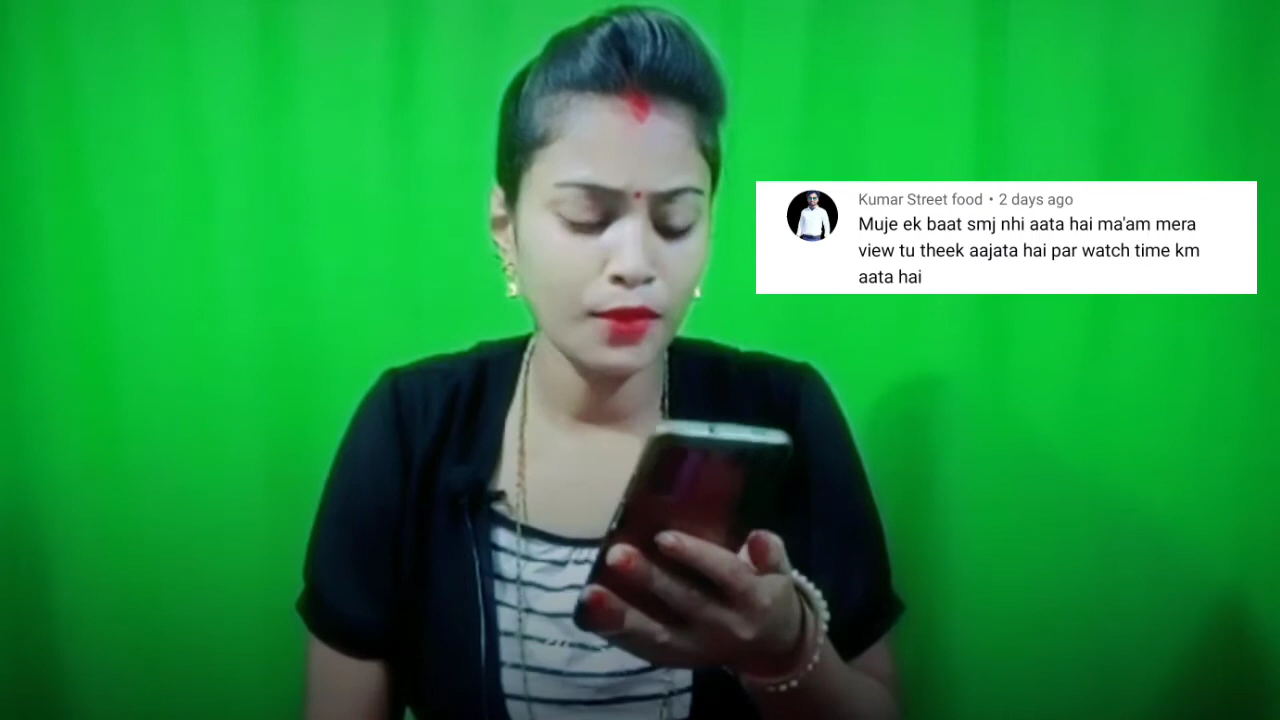 Kumar Street food • 2 days ago
Muje ek baat smj nhi aata hai ma'am mera
view tu theek aajata hai par watch time km
aata hai